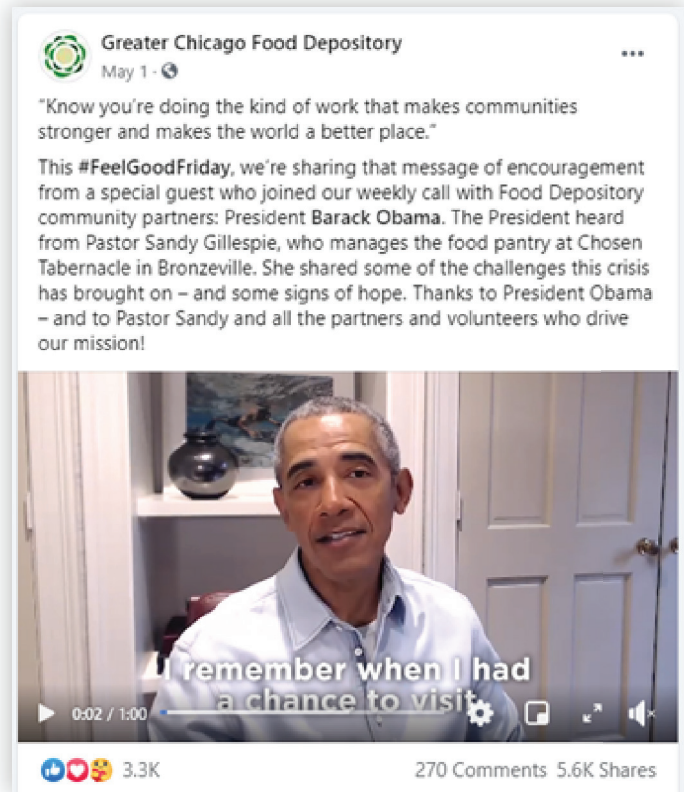 Greater Chicago Food Depository
May 1 ·
“Know you’re doing the kind of work that makes communities
stronger and makes the world a better place.”
This #FeelGoodFriday, we’re sharing that message of encouragement
from a special guest who joined our weekly call with Food Depository
community partners: President Barack Obama. The President heard
from Pastor Sandy Gillespie, who manages the food pantry at Chosen
Tabernacle in Bronzeville. She shared some of the challenges this crisis
has brought on – and some signs of hope. Thanks to President Obama
– and to Pastor Sandy and all the partners and volunteers who drive
our mission!
I remember when I had
a chance to visit
0:02 / 1:00
3.3K
270 Comments 5.6K Shares